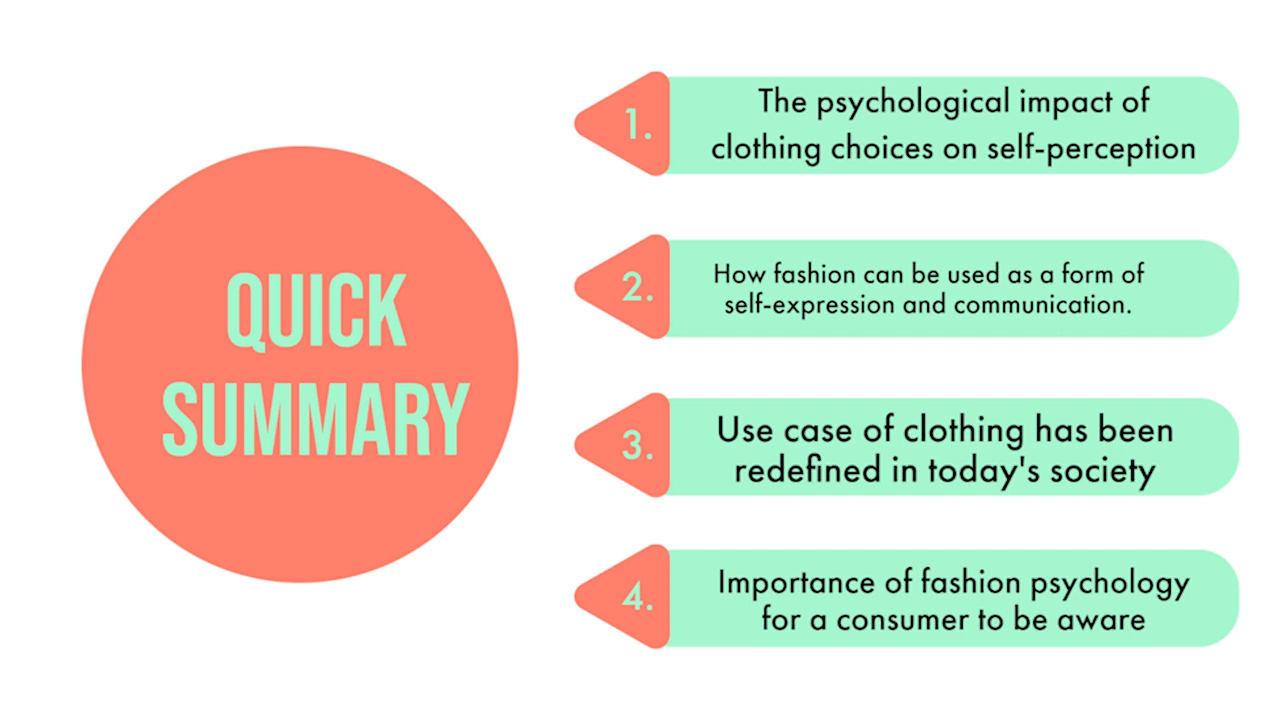 QUICK
SUMMARY
1.
The psychological impact of
clothing choices on self-perception
2.
How fashion can be used as a form of
self-expression and communication.
3.
Use case of clothing has been
redefined in today's society
4.
Importance of fashion psychology
for a consumer to be aware